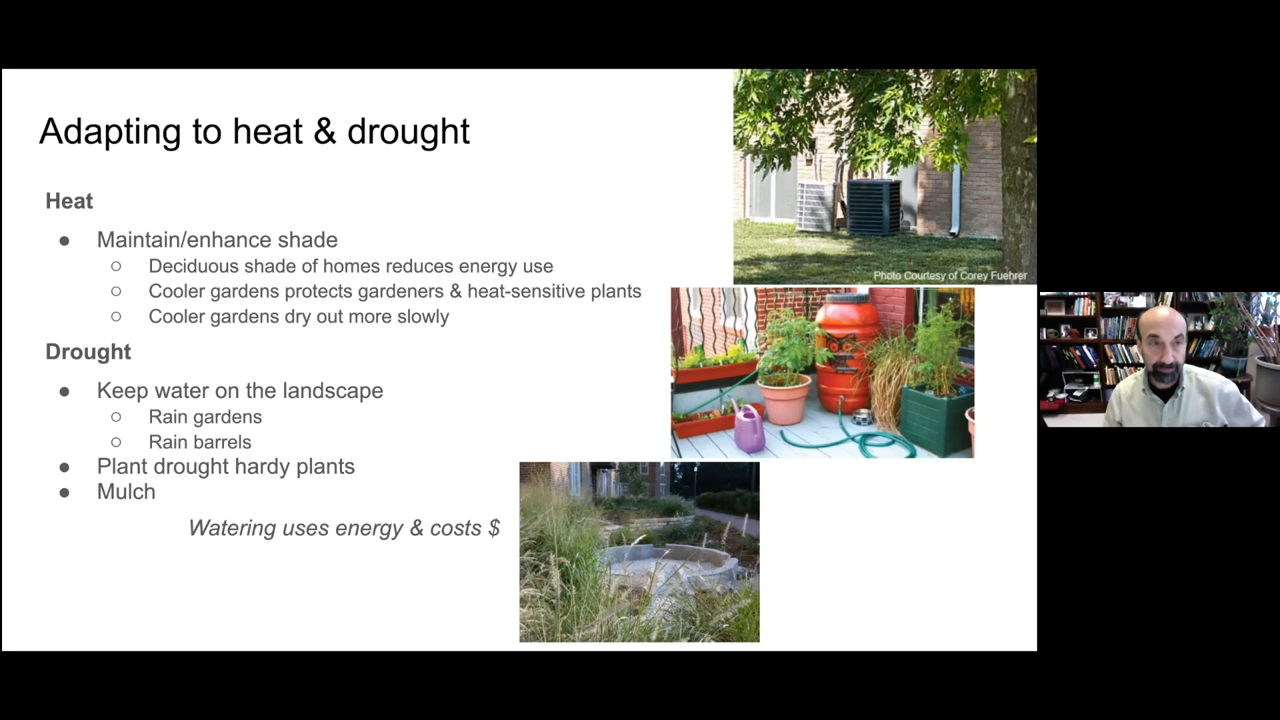 Adapting to heat & drought
Heat
● Maintain/enhance shade
○ Deciduous shade of homes reduces energy use
○ Cooler gardens protects gardeners & heat-sensitive plants
○ Cooler gardens dry out more slowly
Drought
● Keep water on the landscape
○ Rain gardens
○ Rain barrels
● Plant drought hardy plants
● Mulch
Watering uses energy & costs $
Photo Courtesy of Corey Fuehrer